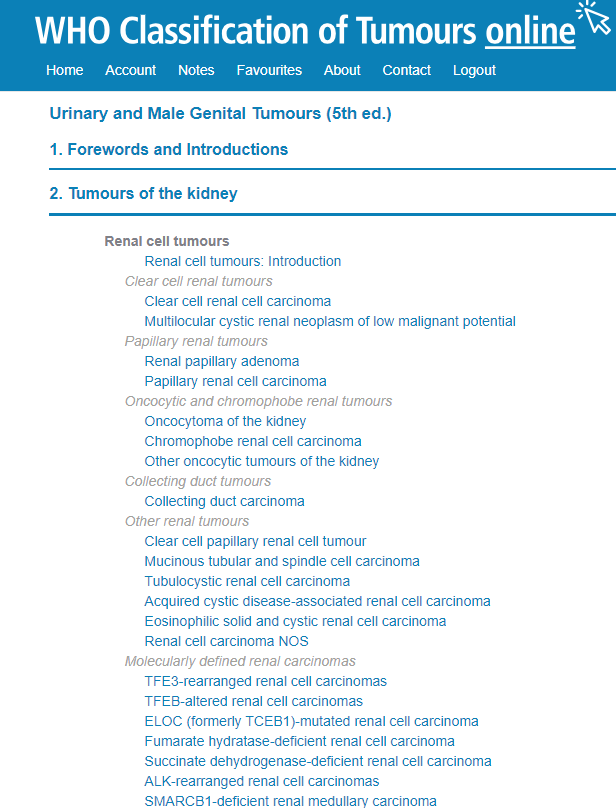 WHO Classification of Tumours online
Home Account Notes Favourites About Contact Logout
Urinary and Male Genital Tumours (5th ed.)
1. Forewords and Introductions
2. Tumours of the kidney
Renal cell tumours
Renal cell tumours: Introduction
Clear cell renal tumours
Clear cell renal cell carcinoma
Multilocular cystic renal neoplasm of low malignant potential
Papillary renal tumours
Renal papillary adenoma
Papillary renal cell carcinoma
Oncocytic and chromophobe renal tumours
Oncocytoma of the kidney
Chromophobe renal cell carcinoma
Other oncocytic tumours of the kidney
Collecting duct tumours
Collecting duct carcinoma
Other renal tumours
Clear cell papillary renal cell tumour
Mucinous tubular and spindle cell carcinoma
Tubulocystic renal cell carcinoma
Acquired cystic disease-associated renal cell carcinoma
Eosinophilic solid and cystic renal cell carcinoma
Renal cell carcinoma NOS
Molecularly defined renal carcinomas
TFE3-rearranged renal cell carcinomas
TFEB-altered renal cell carcinomas
ELOC (formerly TCEB1)-mutated renal cell carcinoma
Fumarate hydratase-deficient renal cell carcinoma
Succinate dehydrogenase-deficient renal cell carcinoma
ALK-rearranged renal cell carcinomas
SMARCB1-deficient renal medullary carcinoma